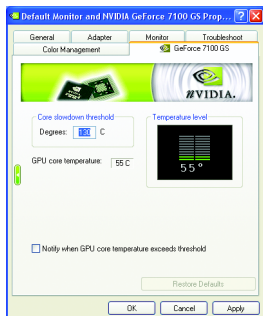 Default Monitor and NVIDIA GeForce 7100 GS Prop...
General Adapter Monitor Troubleshoot
Color Management GeForce 7100 GS
NVIDIA.
Core slowdown threshold
Degrees: 130 C
Temperature level
GPU core temperature: 55 C
55°
Notify when GPU core temperature exceeds threshold
Restore Defaults
OK Cancel Apply